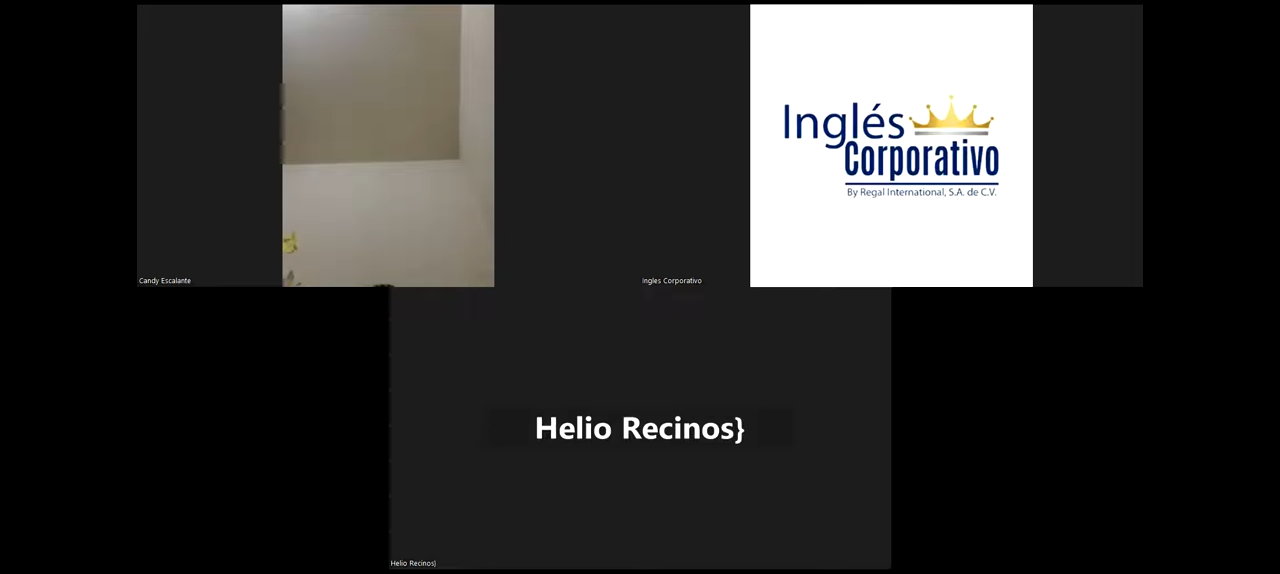 Inglés
Corporativo
By Regal International, S.A. de C.V.
Candy Escalante
Ingles Corporativo
Helio Recinos}
Helio Recinos}